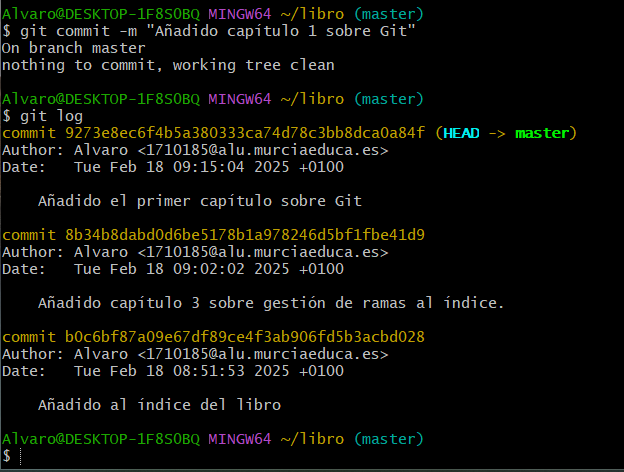 Alvaro@DESKTOP-1F8S0BQ MINGW64 ~/libro (master)
$ git commit -m "Añadido capítulo 1 sobre Git"
On branch master
nothing to commit, working tree clean
Alvaro@DESKTOP-1F8S0BQ MINGW64 ~/libro (master)
$ git log
commit 9273e8ec6f4b5a380333ca74d78c3bb8dca0a84f (HEAD -> master)
Author: Alvaro <1710185@alu.murciaeduca.es>
Date:   Tue Feb 18 09:15:04 2025 +0100
    Añadido el primer capítulo sobre Git
commit 8b34b8dabd0d6be5178b1a978246d5bf1fbe41d9
Author: Alvaro <1710185@alu.murciaeduca.es>
Date:   Tue Feb 18 09:02:02 2025 +0100
    Añadido capítulo 3 sobre gestión de ramas al índice.
commit b0c6bf87a09e67df89ce4f3ab906fd5b3acbd028
Author: Alvaro <1710185@alu.murciaeduca.es>
Date:   Tue Feb 18 08:51:53 2025 +0100
    Añadido al índice del libro
Alvaro@DESKTOP-1F8S0BQ MINGW64 ~/libro (master)
$